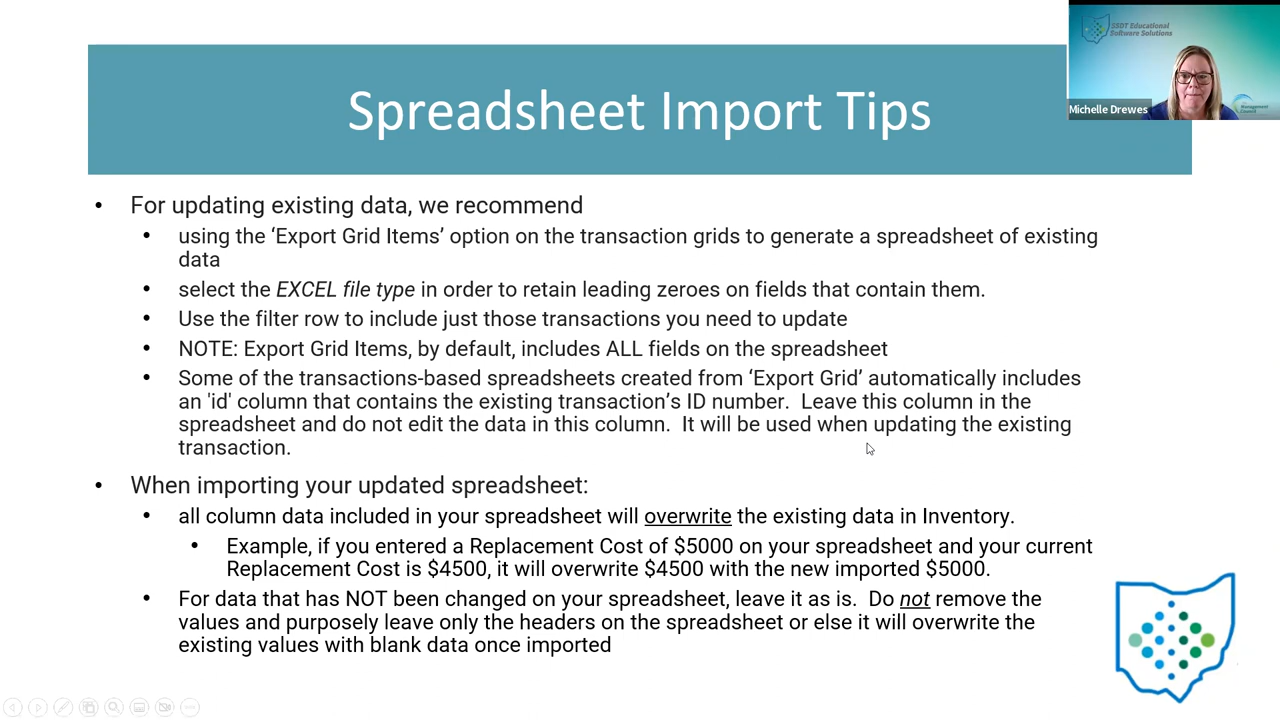 SSDT Educational
Software Solutions
Management
Council
Michelle Drewes
Spreadsheet Import Tips
• For updating existing data, we recommend
• using the ‘Export Grid Items’ option on the transaction grids to generate a spreadsheet of existing
data
• select the EXCEL file type in order to retain leading zeroes on fields that contain them.
• Use the filter row to include just those transactions you need to update
• NOTE: Export Grid Items, by default, includes ALL fields on the spreadsheet
• Some of the transactions-based spreadsheets created from ‘Export Grid’ automatically includes
an 'id' column that contains the existing transaction’s ID number. Leave this column in the
spreadsheet and do not edit the data in this column. It will be used when updating the existing
transaction.
• When importing your updated spreadsheet:
• all column data included in your spreadsheet will overwrite the existing data in Inventory.
• Example, if you entered a Replacement Cost of $5000 on your spreadsheet and your current
Replacement Cost is $4500, it will overwrite $4500 with the new imported $5000.
• For data that has NOT been changed on your spreadsheet, leave it as is. Do not remove the
values and purposely leave only the headers on the spreadsheet or else it will overwrite the
existing values with blank data once imported